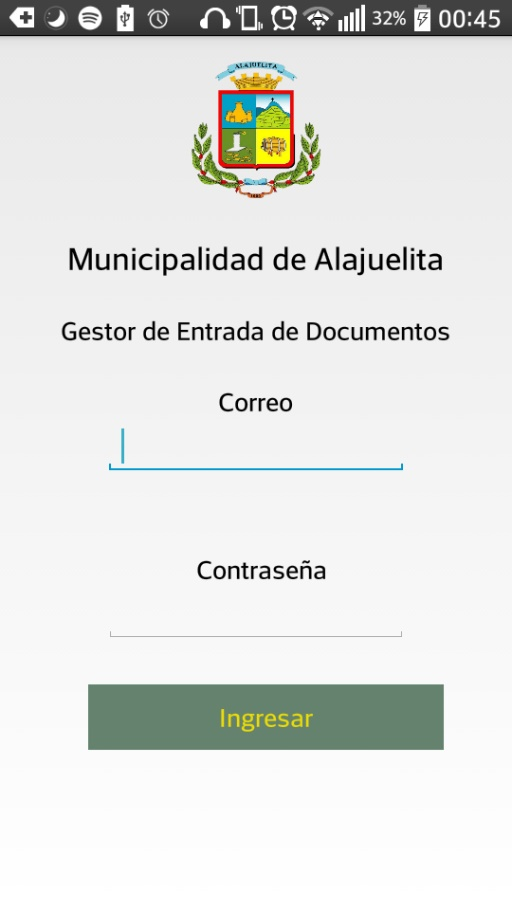 32% 00:45
ALAJUELITA
Municipalidad de Alajuelita
Gestor de Entrada de Documentos
Correo
Contraseña
Ingresar